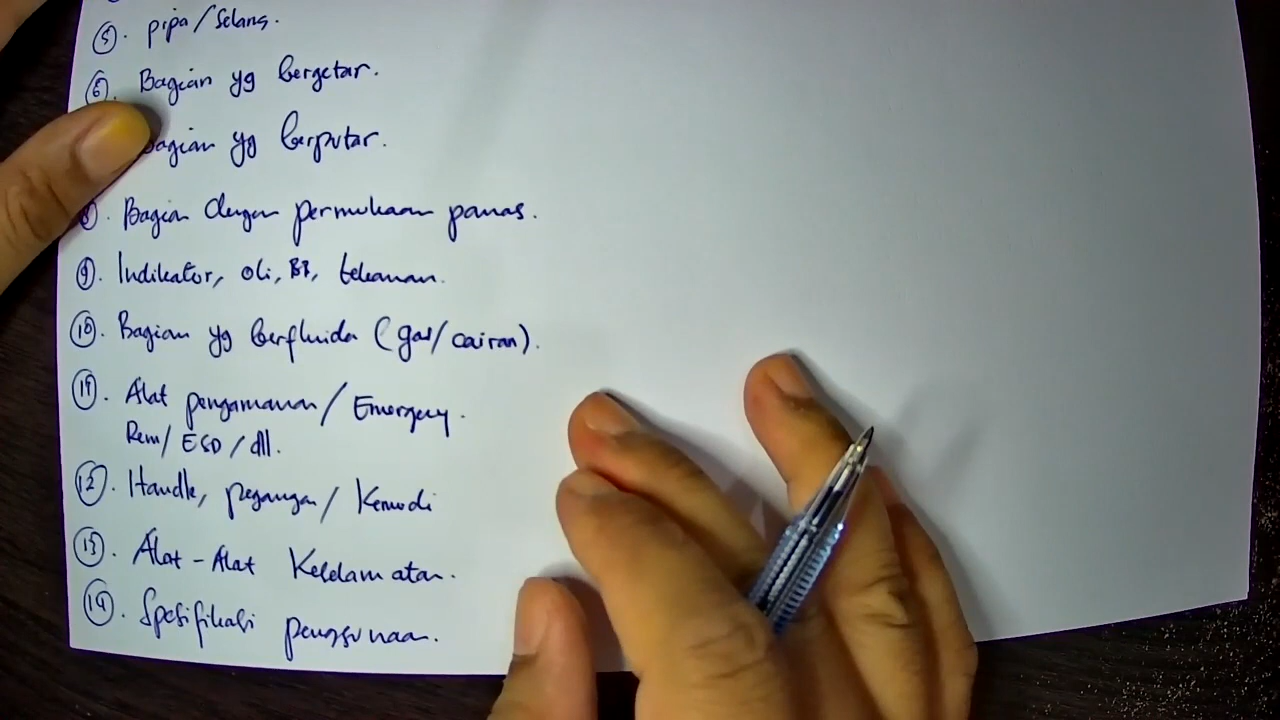 5. pipa/Selang.
6. Bagian yg bergetar.
Bagian yg berputar.
8. Bagian dengan permukaan panas.
9. Indikator, oli, BB, tekanan.
10. Bagian yg berfluida (gas/cairan).
11. Alat pengamanan/Emergency.
Rem/ESD/dll.
12. Handle, pegangan/Kemudi
13. Alat-Alat Keselamatan.
14. Spesifikasi penggunaan.